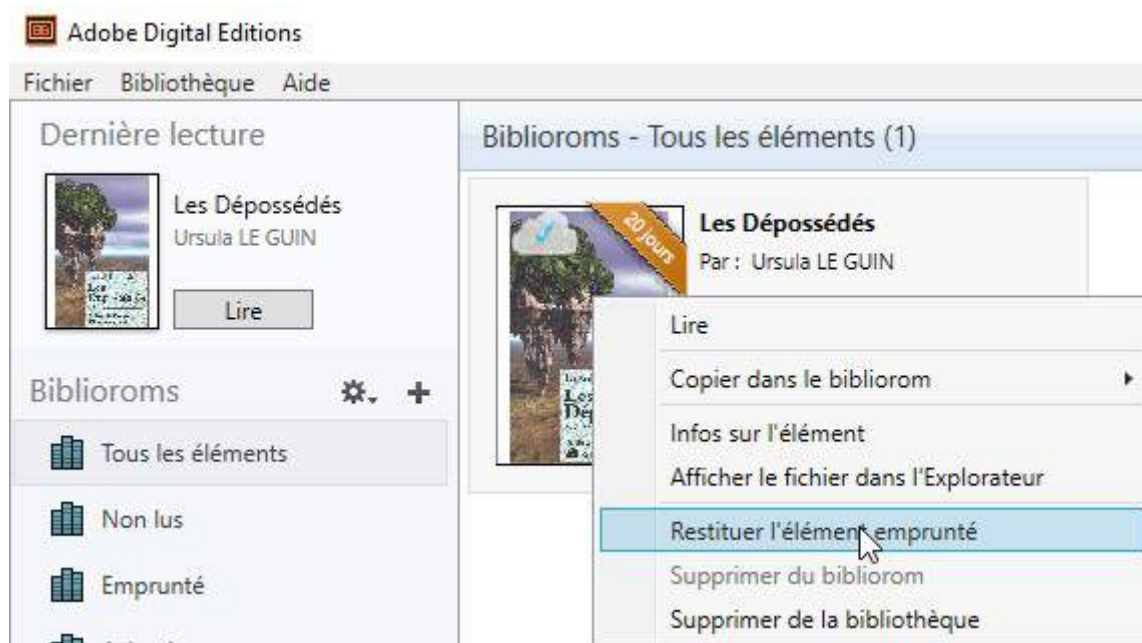 Adobe Digital Editions
Fichier Bibliothèque Aide
Dernière lecture
Les Dépossédés
Ursula LE GUIN
Lire
Biblioroms
Tous les éléments
Non lus
Emprunté
Biblioroms - Tous les éléments (1)
20 jours
Les Dépossédés
Par : Ursula LE GUIN
Lire
Copier dans le bibliorom
Infos sur l'élément
Afficher le fichier dans l'Explorateur
Restituer l'élément emprunté
Supprimer du bibliorom
Supprimer de la bibliothèque